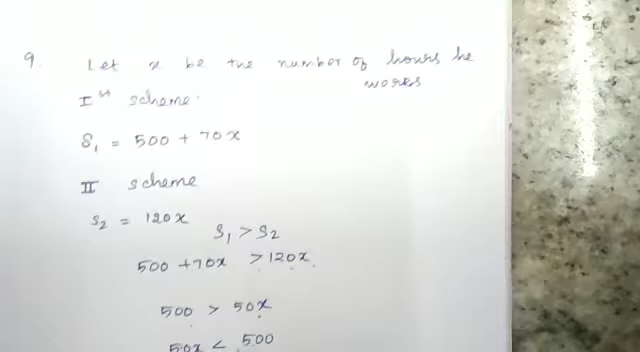 9. Let x be the number of hours he
works
Ist scheme.
S1 = 500 + 70x
II scheme
S2 = 120x
S1 > S2
500 + 70x > 120x.
500 > 50x
50x < 500